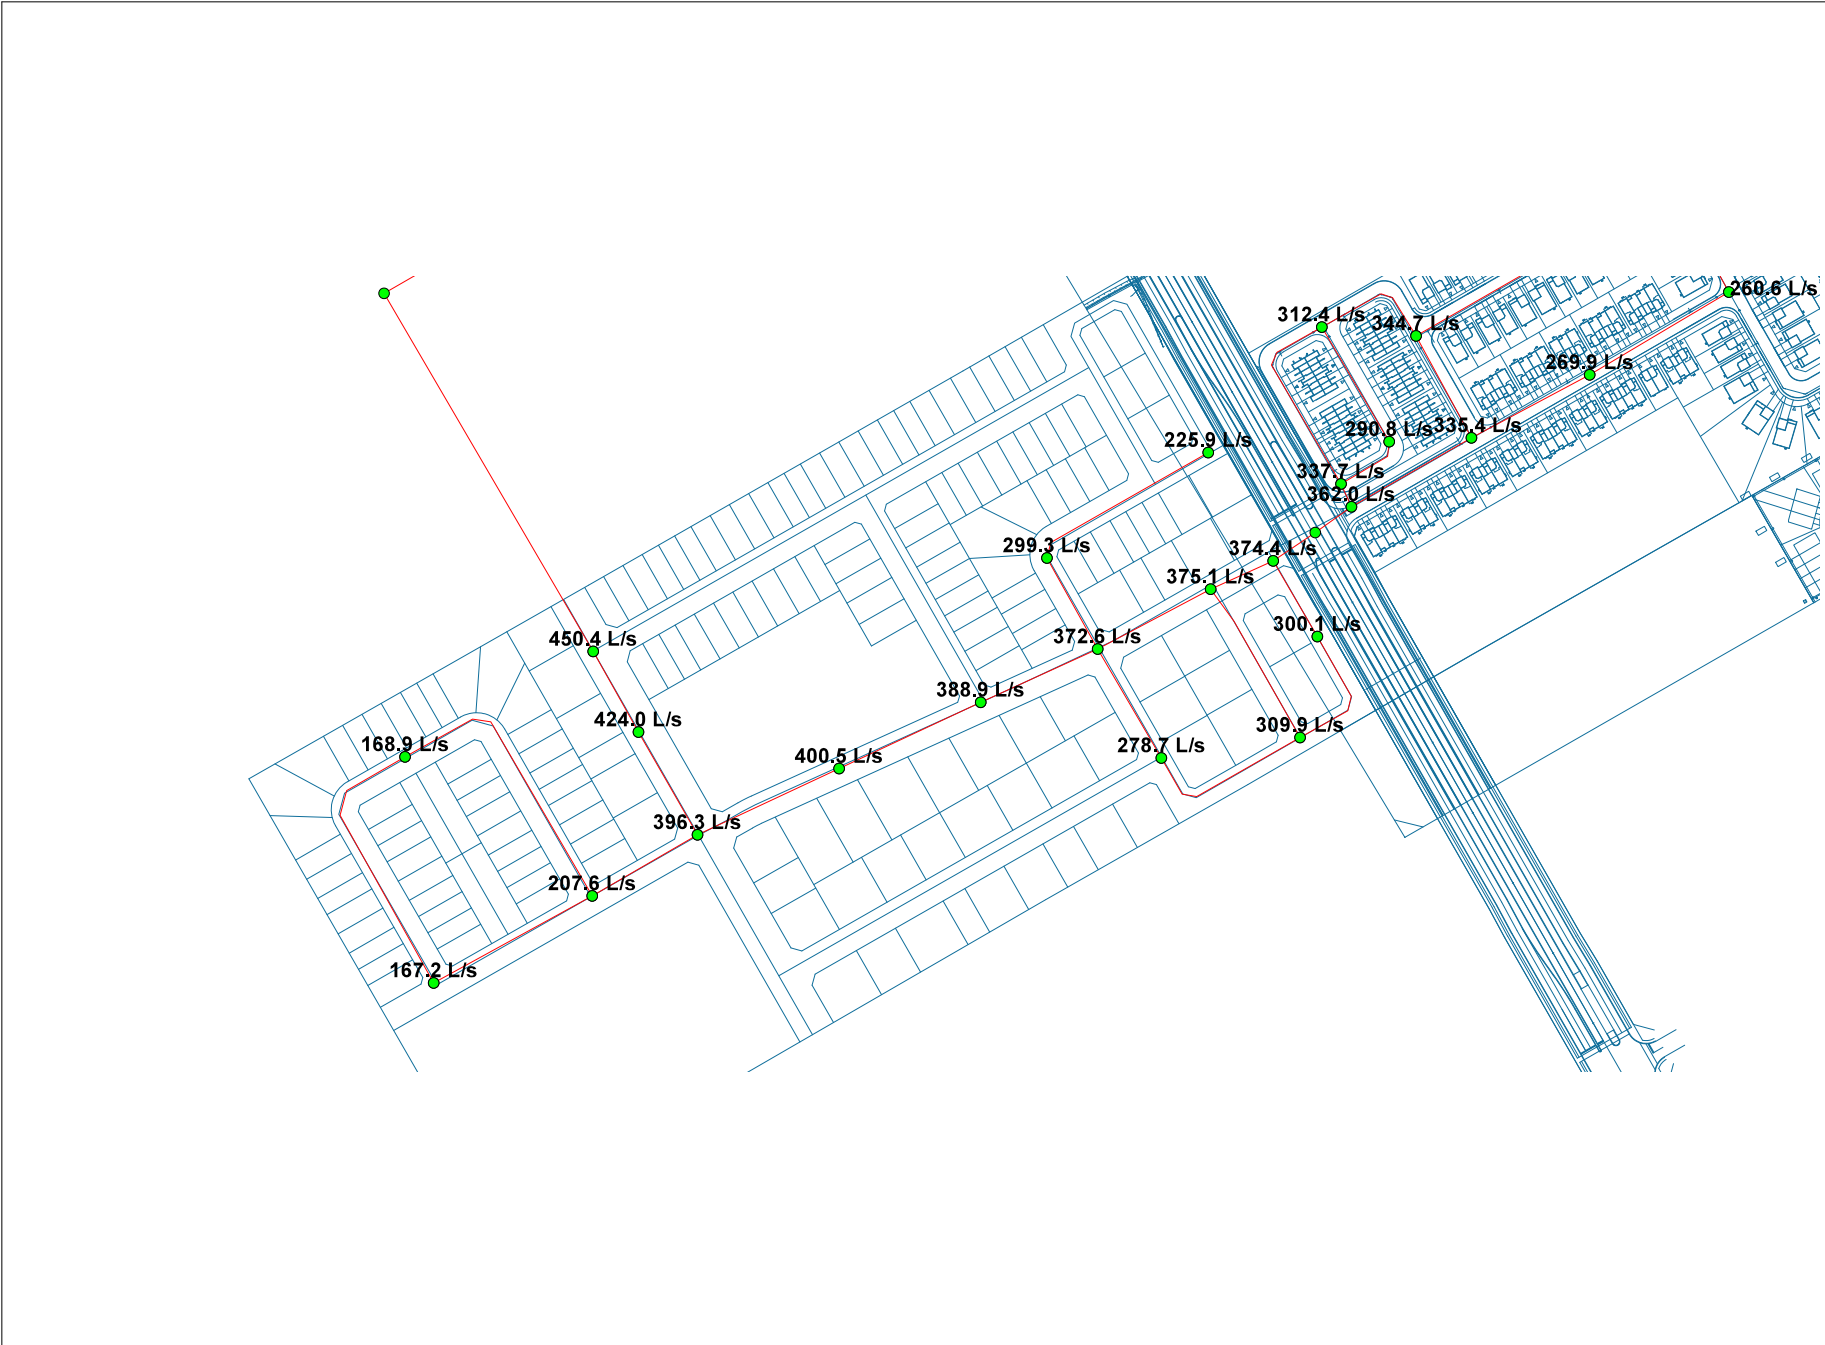 260.6 L/s
312.4 L/s
344.7 L/s
269.9 L/s
290.8 L/s
335.4 L/s
225.9 L/s
337.7 L/s
362.0 L/s
299.3 L/s
374.4 L/s
375.1 L/s
300.1 L/s
450.4 L/s
372.6 L/s
388.9 L/s
424.0 L/s
309.9 L/s
168.9 L/s
278.7 L/s
400.5 L/s
396.3 L/s
207.6 L/s
167.2 L/s